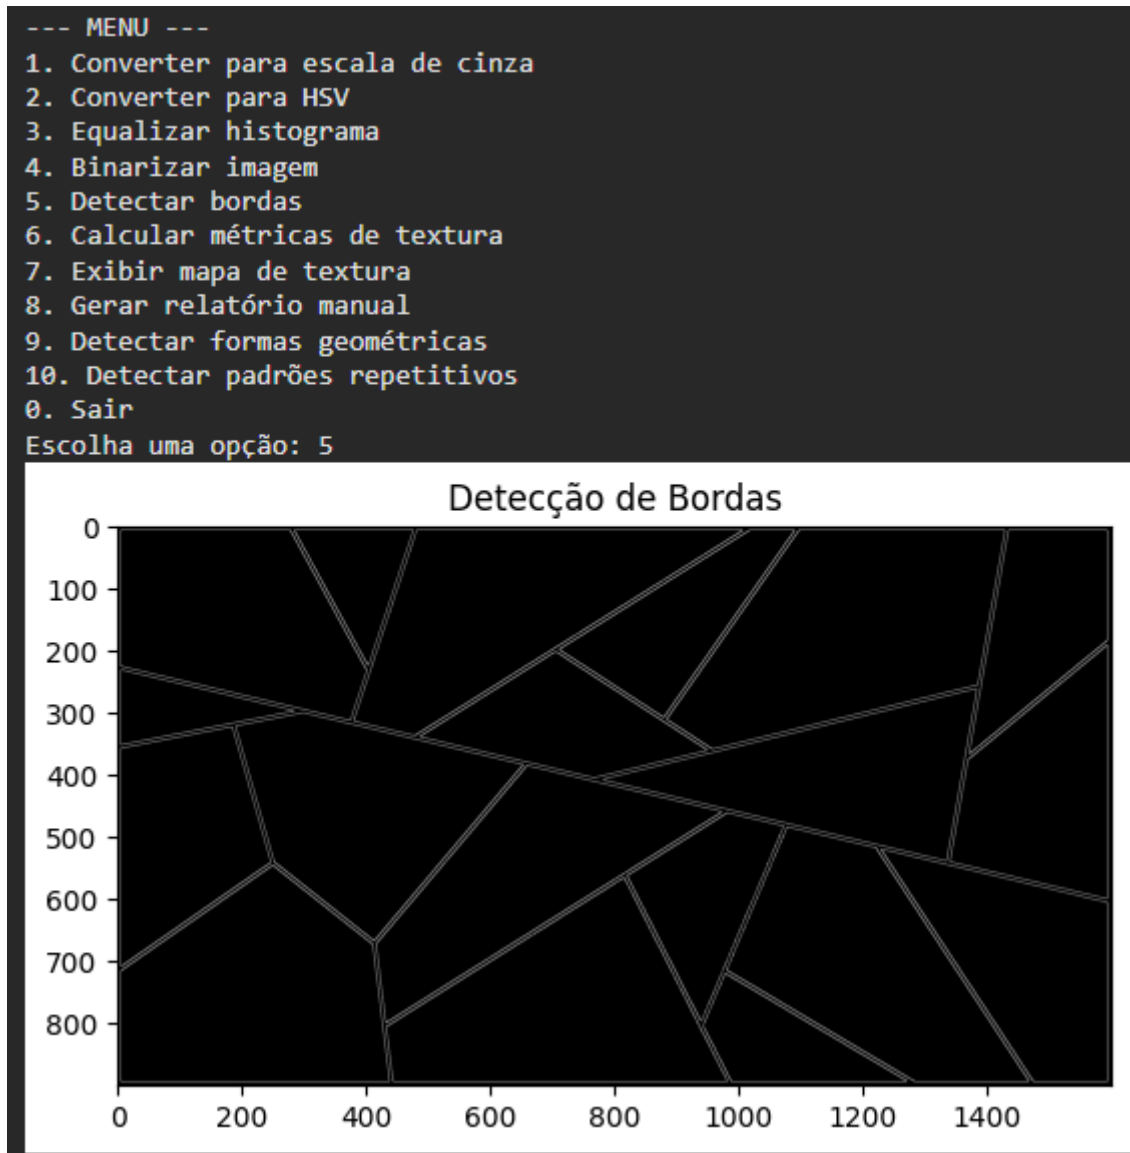 --- MENU ---
1. Converter para escala de cinza
2. Converter para HSV
3. Equalizar histograma
4. Binarizar imagem
5. Detectar bordas
6. Calcular métricas de textura
7. Exibir mapa de textura
8. Gerar relatório manual
9. Detectar formas geométricas
10. Detectar padrões repetitivos
0. Sair
Escolha uma opção: 5
Detecção de Bordas
0
100
200
300
400
500
600
700
800
0 200 400 600 800 1000 1200 1400